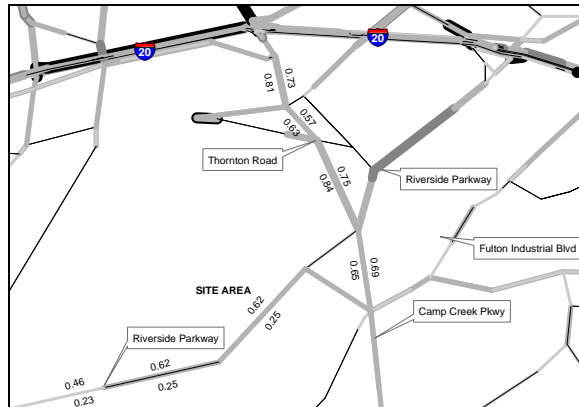 20
20
0.73
0.81
0.57
0.63
Thornton Road
0.75
0.84
Riverside Parkway
Fulton Industrial Blvd
0.69
0.65
SITE AREA
0.62
0.25
Camp Creek Pkwy
Riverside Parkway
0.62
0.46
0.25
0.23